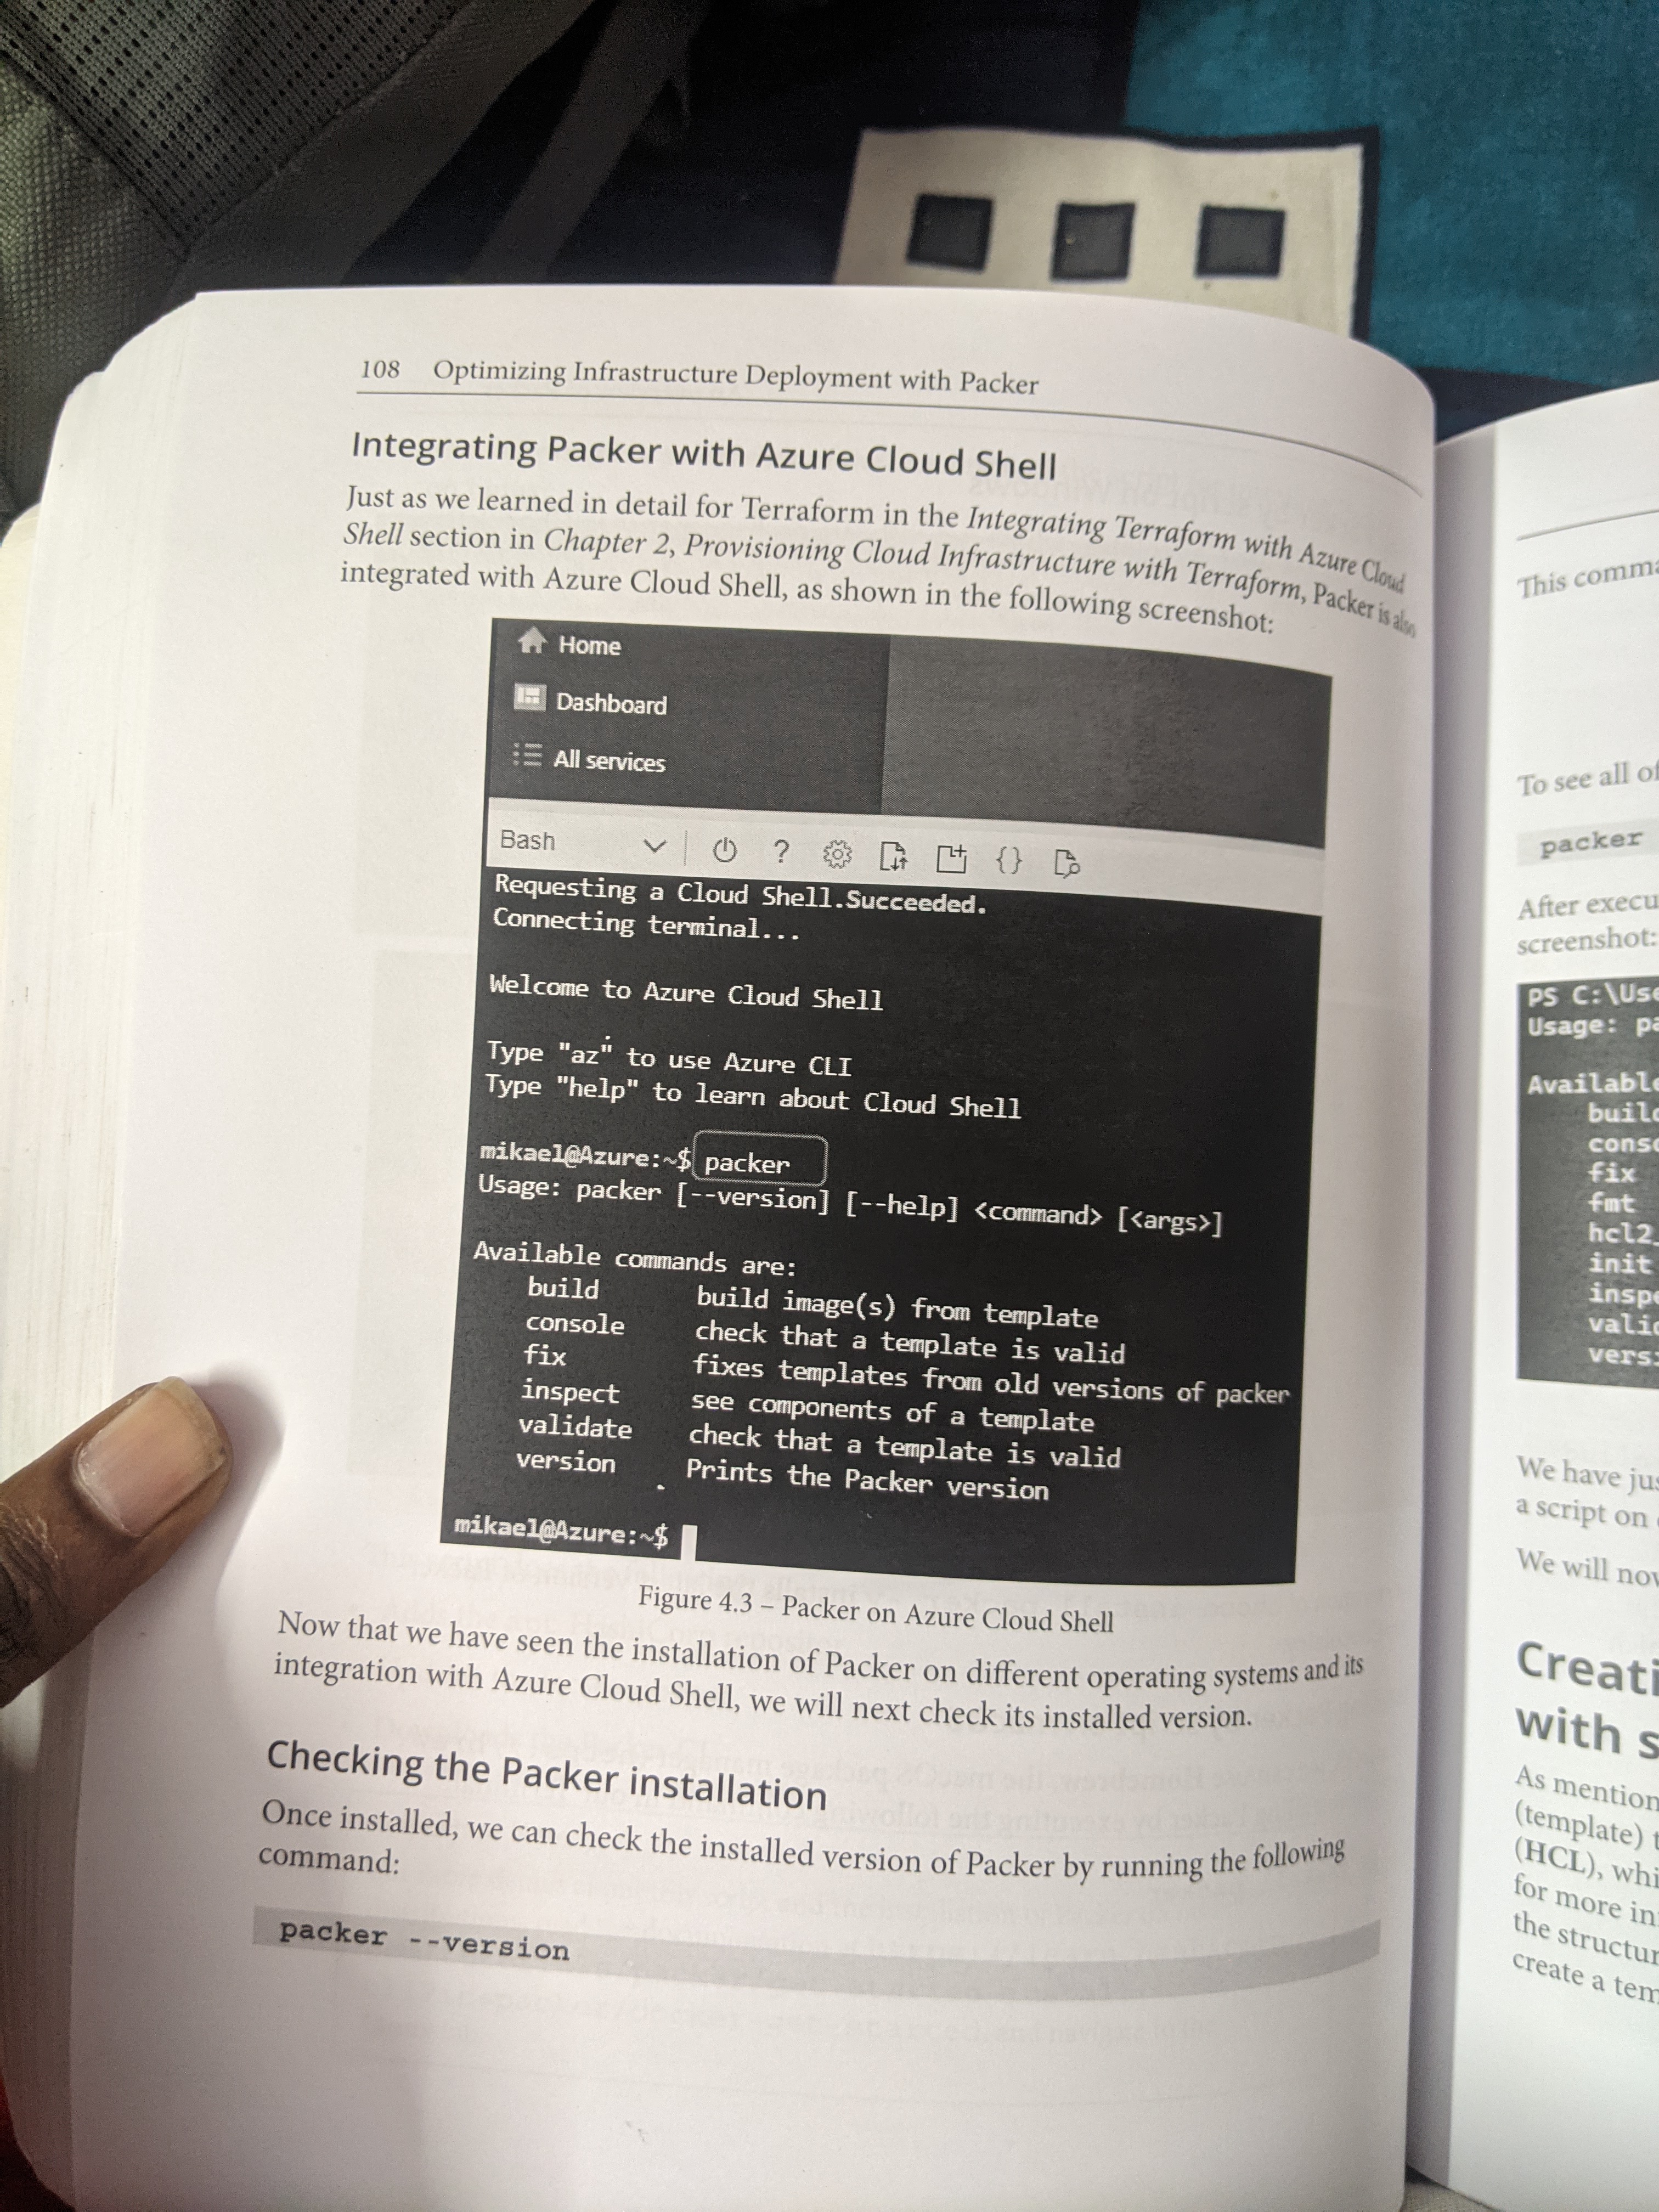 108 Optimizing Infrastructure Deployment with Packer
Integrating Packer with Azure Cloud Shell
Just as we learned in detail for Terraform in the Integrating Terraform with Azure Cloud
Shell section in Chapter 2, Provisioning Cloud Infrastructure with Terraform, Packer is also
integrated with Azure Cloud Shell, as shown in the following screenshot:
Home
Dashboard
All services
Bash
Requesting a Cloud Shell.Succeeded.
Connecting terminal...
Welcome to Azure Cloud Shell
Type "az" to use Azure CLI
Type "help" to learn about Cloud Shell
mikael@Azure:~$ packer
Usage: packer [--version] [--help] <command> [<args>]
Available commands are:
build build image(s) from template
console check that a template is valid
fix fixes templates from old versions of packer
inspect see components of a template
validate check that a template is valid
version Prints the Packer version
mikael@Azure:~$
Figure 4.3 – Packer on Azure Cloud Shell
Now that we have seen the installation of Packer on different operating systems and its
integration with Azure Cloud Shell, we will next check its installed version.
Checking the Packer installation
Once installed, we can check the installed version of Packer by running the following
command:
packer --version
This comma
To see all of
packer
After execu
screenshot:
PS C:\Use
Usage: pa
Available
build
conso
fix
fmt
hcl2_
init
inspe
valid
vers
We have jus
a script on
We will nov
Creati
with s
As mention
(template) t
(HCL), whi
for more in
the structur
create a tem